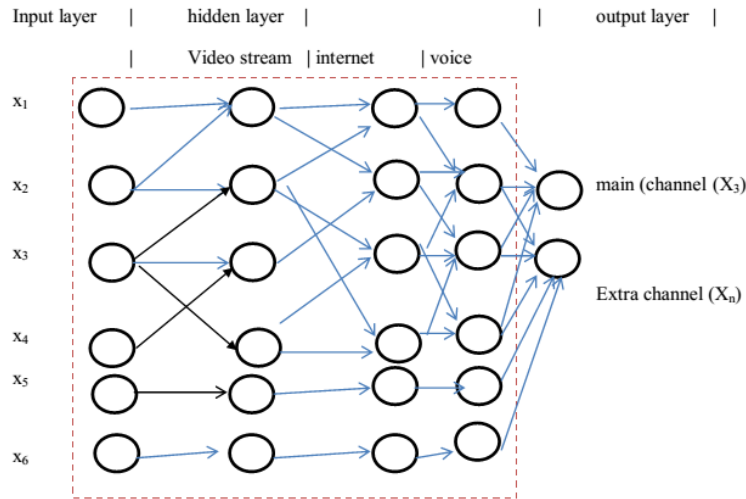 Input layer | hidden layer | | output layer |
| Video stream | internet | voice
x1
x2
main (channel (X3)
x3
Extra channel (Xn)
x4
x5
x6